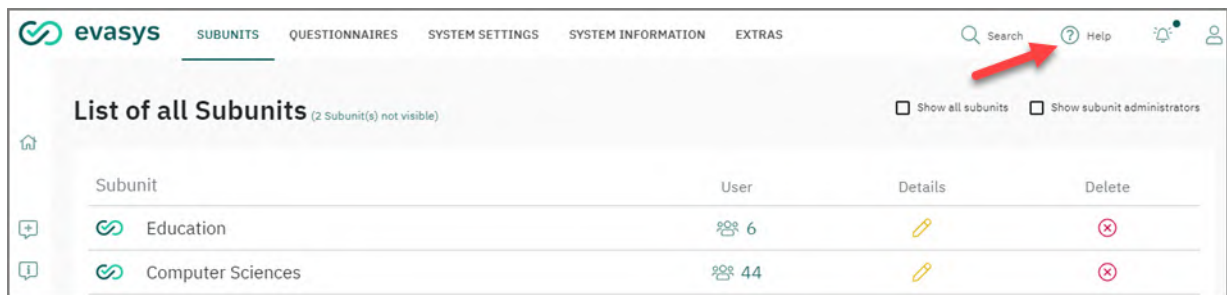 evasys SUBUNITS QUESTIONNAIRES SYSTEM SETTINGS SYSTEM INFORMATION EXTRAS Search ? Help
List of all Subunits (2 Subunit(s) not visible) Show all subunits Show subunit administrators
Subunit User Details Delete
Education 6
Computer Sciences 44